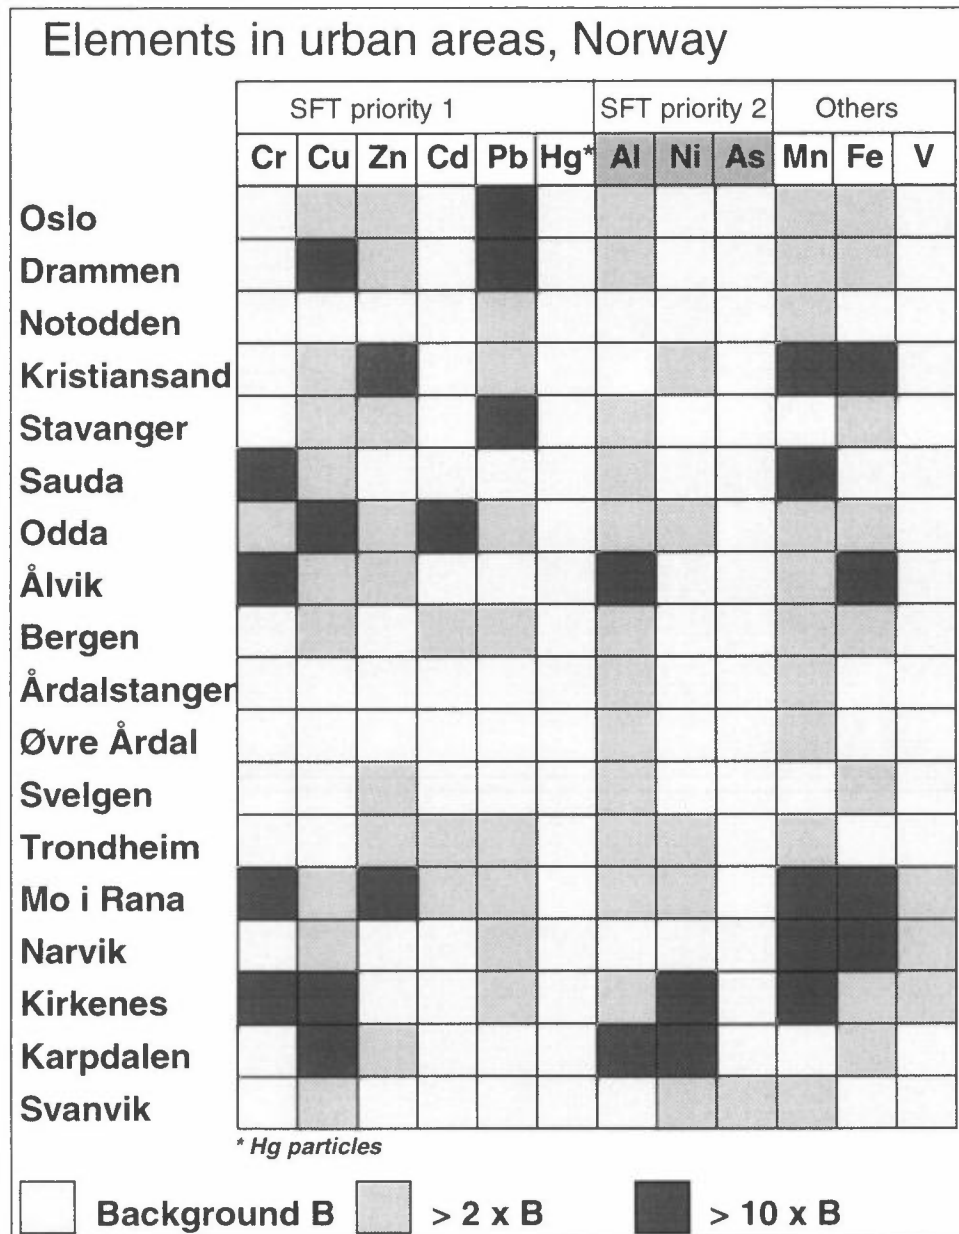 Elements in urban areas, Norway
SFT priority 1 SFT priority 2 Others
Cr Cu Zn Cd Pb Hg* Al Ni As Mn Fe V
Oslo
Drammen
Notodden
Kristiansand
Stavanger
Sauda
Odda
Ålvik
Bergen
Årdalstanger
Øvre Årdal
Svelgen
Trondheim
Mo i Rana
Narvik
Kirkenes
Karpdalen
Svanvik
* Hg particles
Background B > 2 x B > 10 x B